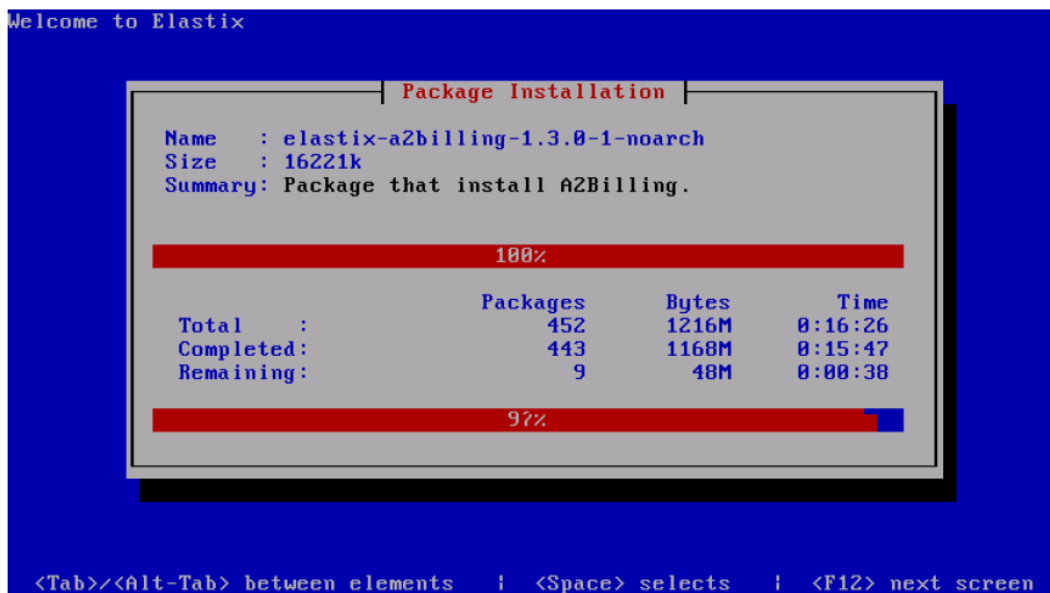 Welcome to Elastix
Package Installation
Name : elastix-a2billing-1.3.0-1-noarch
Size : 16221k
Summary: Package that install A2Billing.
100%
Packages Bytes Time
Total : 452 1216M 0:16:26
Completed: 443 1168M 0:15:47
Remaining: 9 48M 0:00:38
<Tab>/<Alt-Tab> between elements | <Space> selects | <F12> next screen